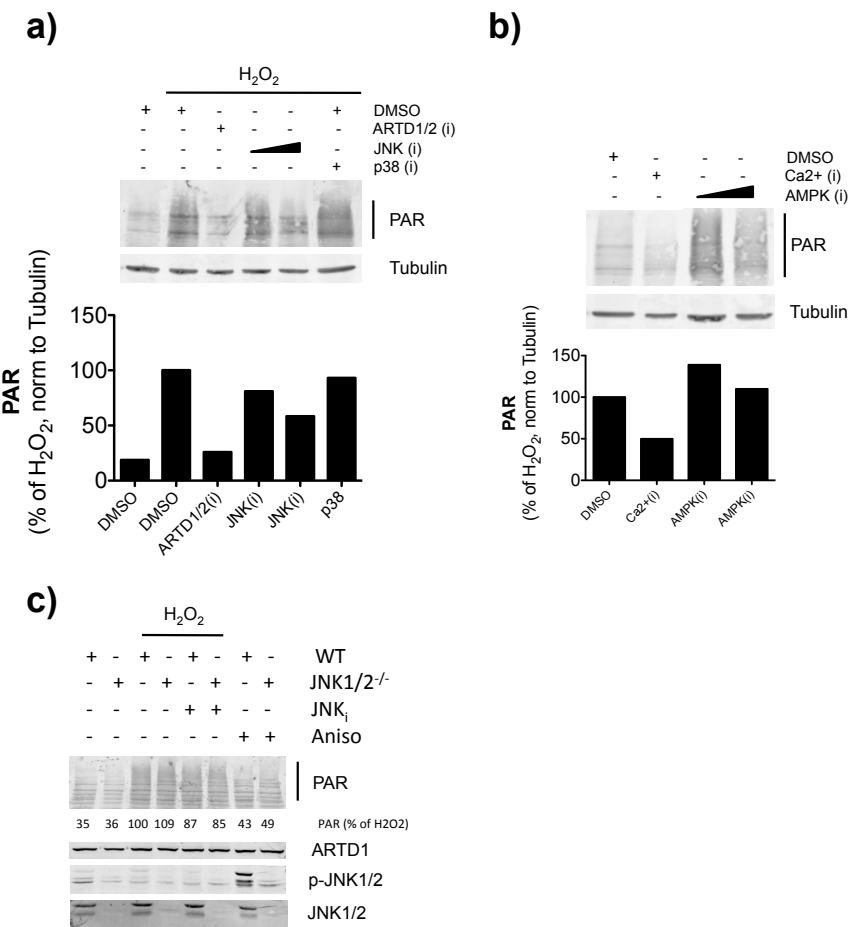 a)
H2O2
+ + - - - + DMSO
- - + - - - ARTD1/2 (i)
- - - JNK (i)
- - - - - + p38 (i)
PAR
Tubulin
PAR
(% of H2O2, norm to Tubulin)
150
100
50
0
DMSO
DMSO
ARTD1/2(i)
JNK(i)
JNK(i)
p38
b)
+ - - - DMSO
- + - - Ca2+ (i)
- - AMPK (i)
PAR
Tubulin
PAR
(% of H2O2, norm to Tubulin)
150
100
50
0
DMSO
Ca2+(i)
AMPK(i)
AMPK(i)
c)
H2O2
+ - + - + - + - WT
- + - + - + - + JNK1/2-/-
- - - - + + - - JNKi
- - - - - - + + Aniso
PAR
35 36 100 109 87 85 43 49 PAR (% of H2O2)
ARTD1
p-JNK1/2
JNK1/2